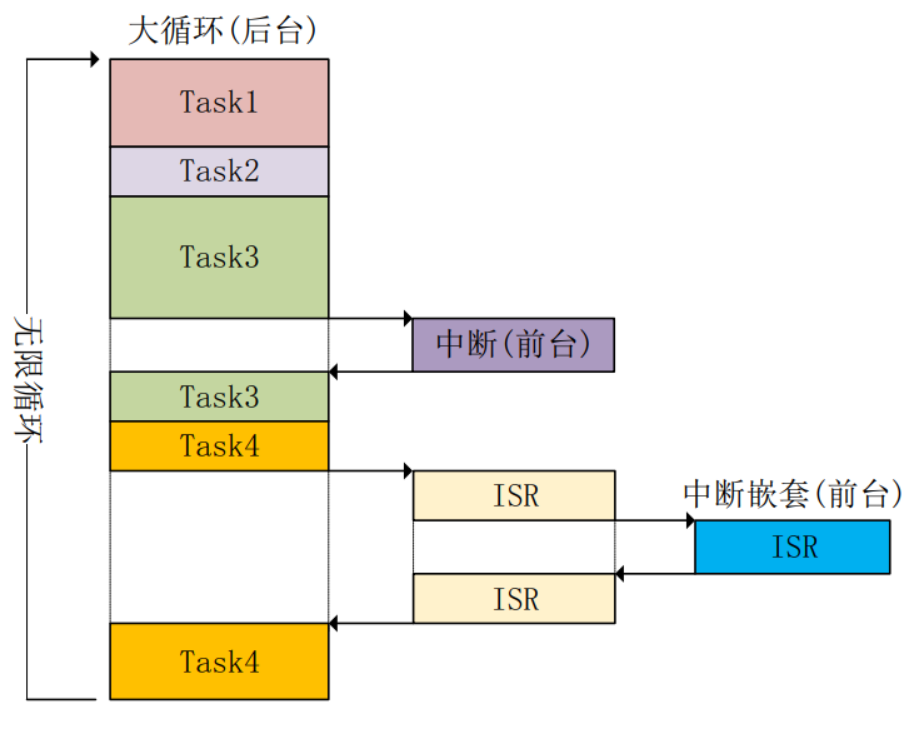 大循环(后台)
Task1
Task2
Task3
中断(前台)
无限循环
Task3
Task4
ISR
中断嵌套(前台)
ISR
ISR
Task4